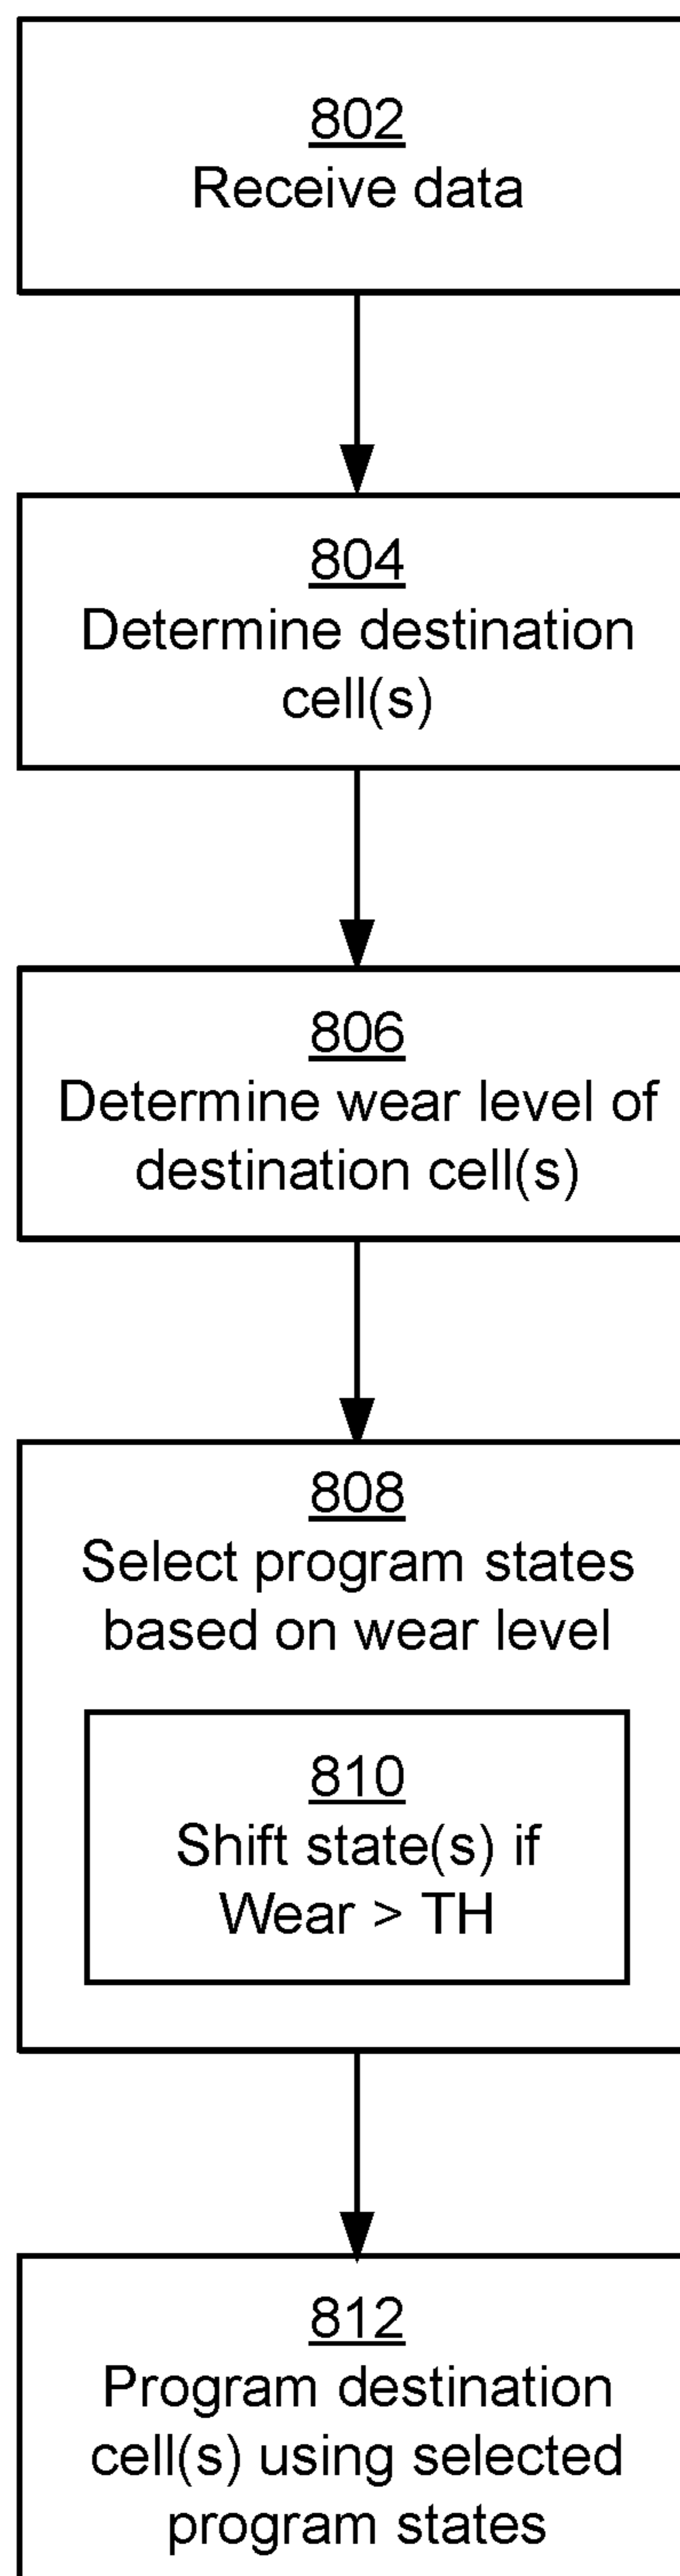 802
Receive data
804
Determine destination
cell(s)
806
Determine wear level of
destination cell(s)
808
Select program states
based on wear level
810
Shift state(s) if
Wear > TH
812
Program destination
cell(s) using selected
program states